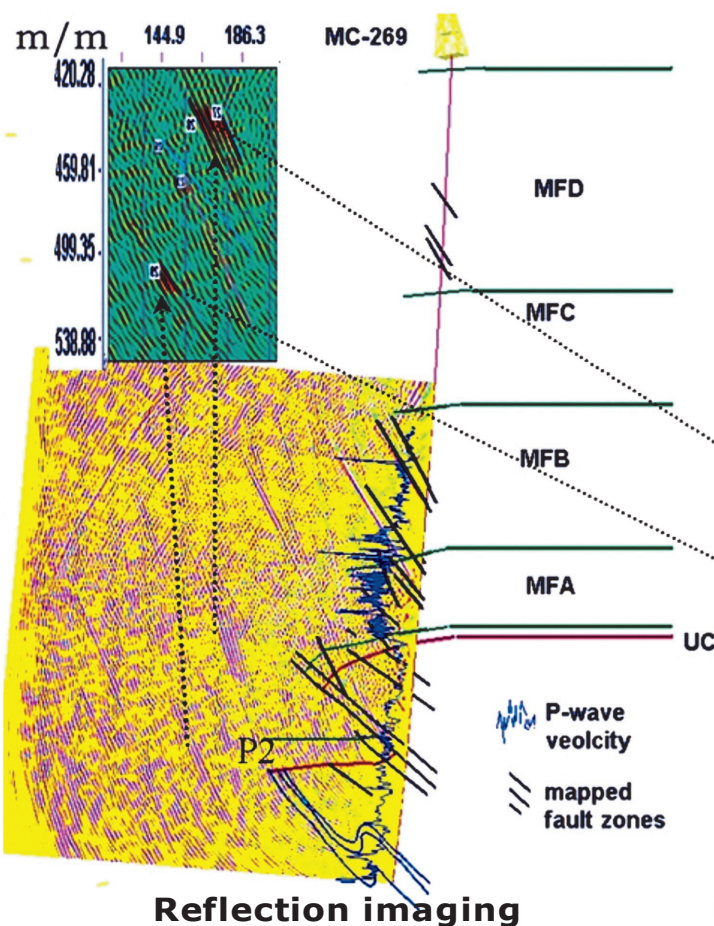 m/m 144.9 186.3 MC-269
420.28
459.81
499.35
538.88
MFD
MFC
MFB
MFA
UC
P2
P-wave
veolcity
mapped
fault zones
Reflection imaging